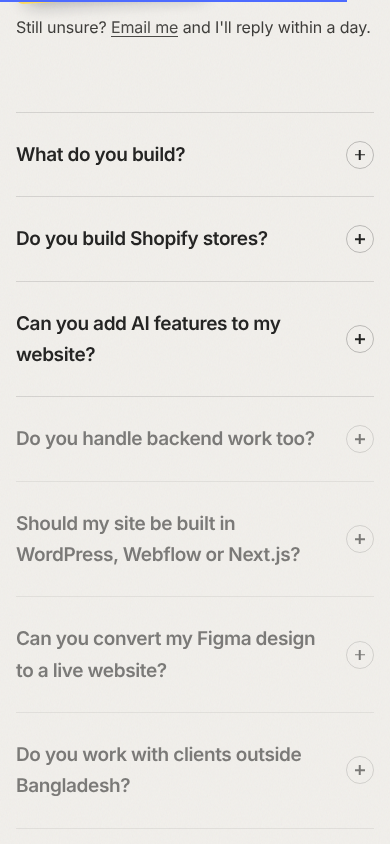 Still unsure? Email me and I'll reply within a day.
What do you build?
Do you build Shopify stores?
Can you add AI features to my
website?
Do you handle backend work too?
Should my site be built in
WordPress, Webflow or Next.js?
Can you convert my Figma design
to a live website?
Do you work with clients outside
Bangladesh?